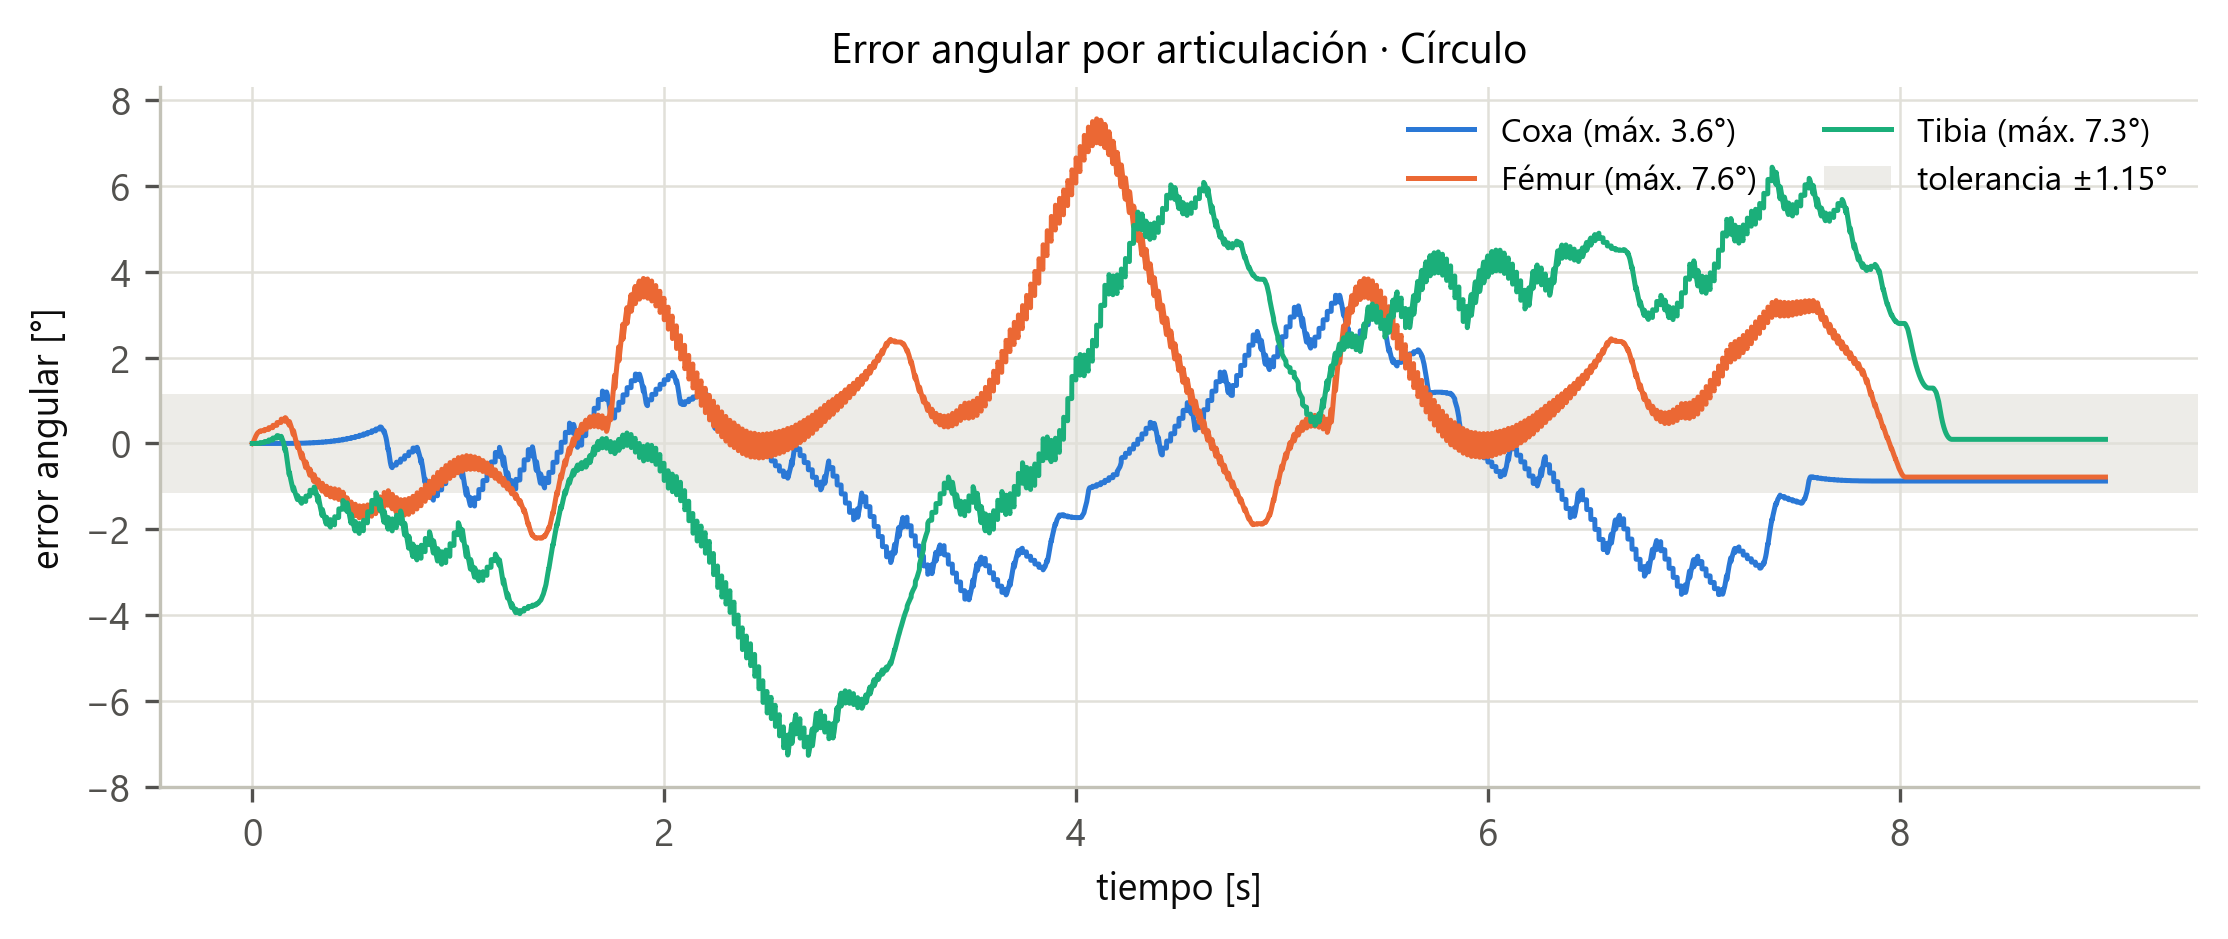 Error angular por articulación · Círculo
8
6
4
2
0
−2
−4
−6
−8
error angular [°]
Coxa (máx. 3.6°)
Fémur (máx. 7.6°)
Tibia (máx. 7.3°)
tolerancia ±1.15°
0
2
4
6
8
tiempo [s]